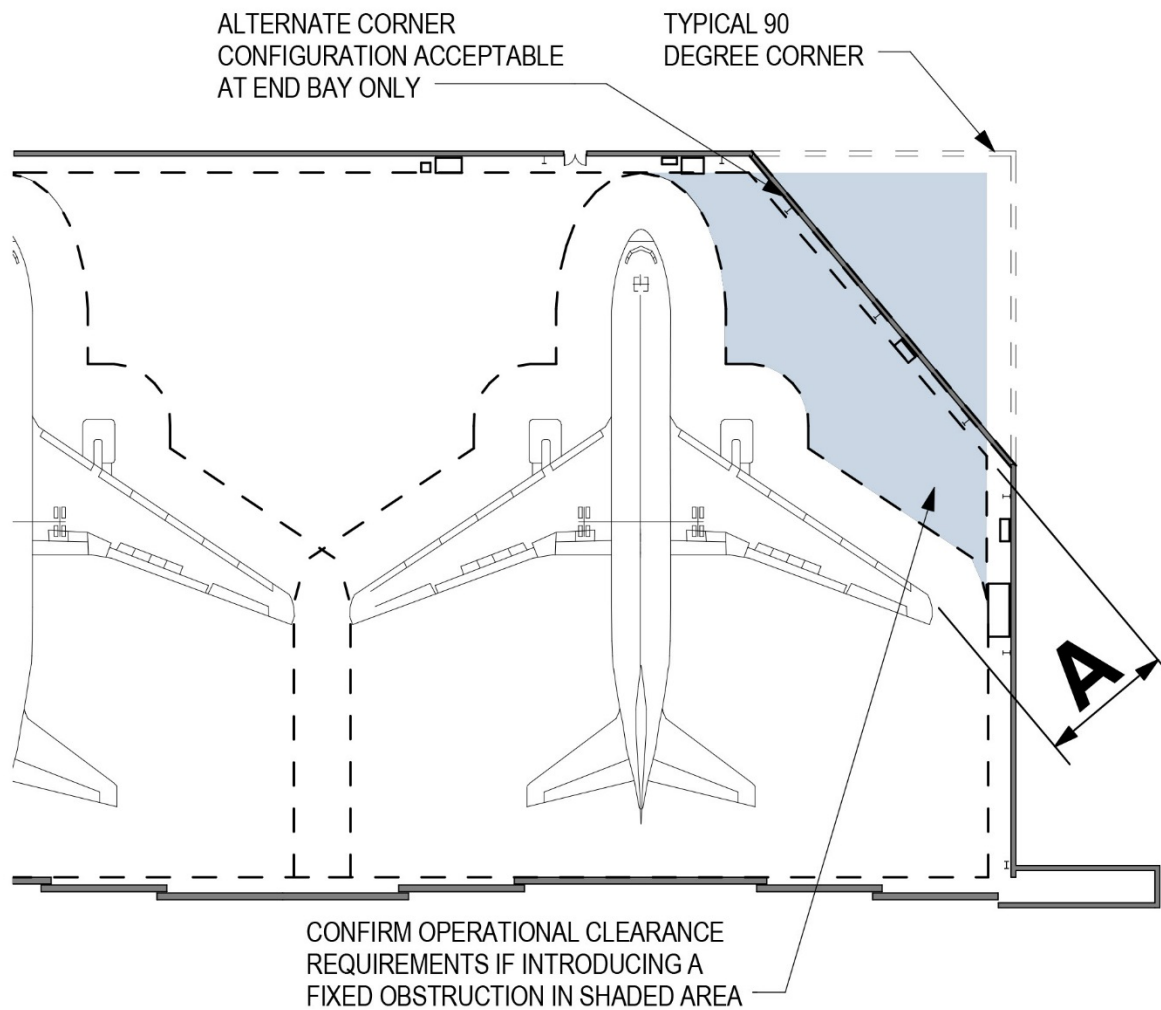 ALTERNATE CORNER
CONFIGURATION ACCEPTABLE
AT END BAY ONLY
TYPICAL 90
DEGREE CORNER
A
CONFIRM OPERATIONAL CLEARANCE
REQUIREMENTS IF INTRODUCING A
FIXED OBSTRUCTION IN SHADED AREA